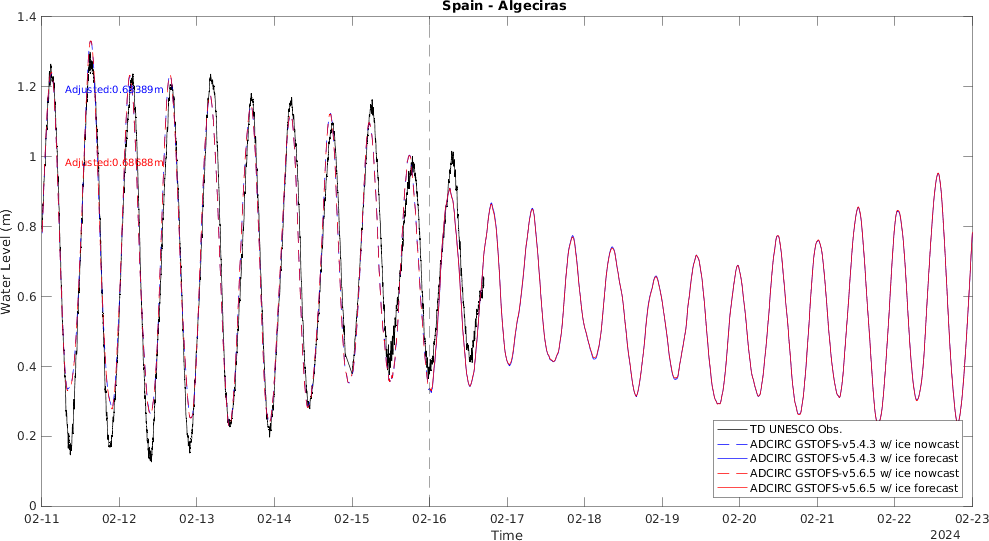 Spain - Algeciras
1.4
1.2
1
0.8
0.6
0.4
0.2
0
Water Level (m)
Adjusted:0.69389m
Adjusted:0.68688m
TD UNESCO Obs.
ADCIRC GSTOFS-v5.4.3 w/ ice nowcast
ADCIRC GSTOFS-v5.4.3 w/ ice forecast
ADCIRC GSTOFS-v5.6.5 w/ ice nowcast
ADCIRC GSTOFS-v5.6.5 w/ ice forecast
02-11 02-12 02-13 02-14 02-15 02-16 02-17 02-18 02-19 02-20 02-21 02-22 02-23
Time
2024